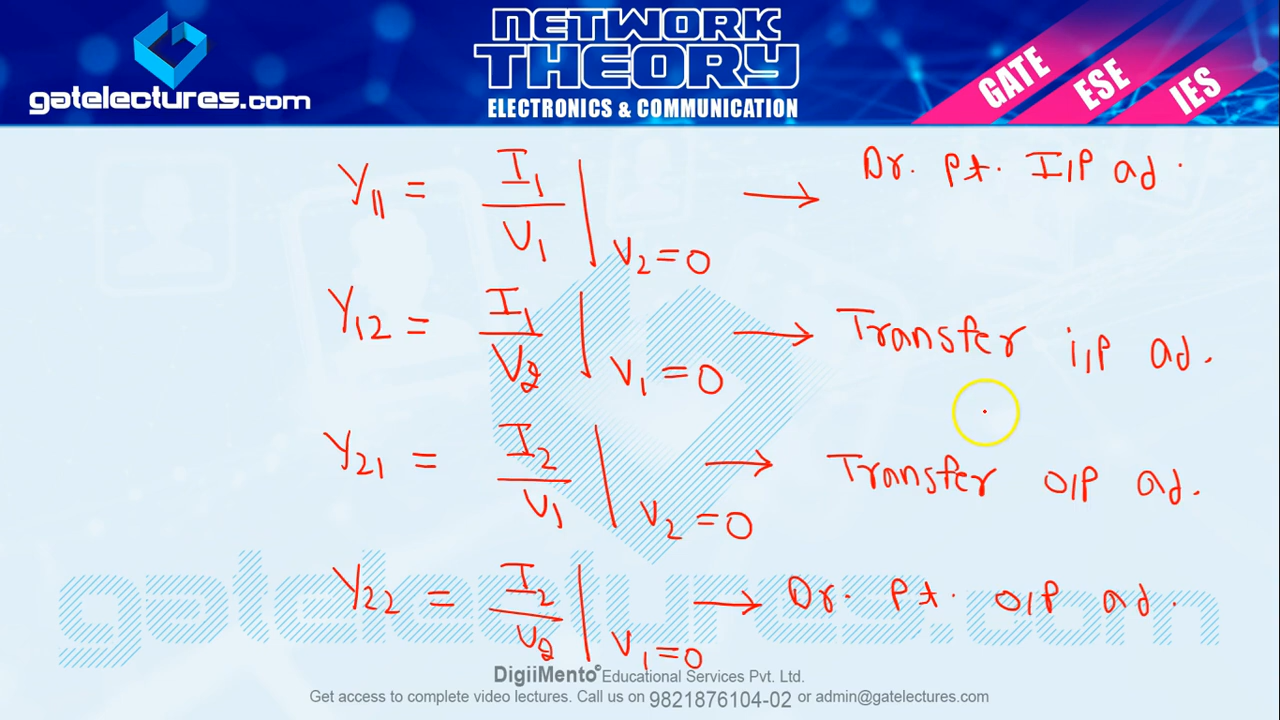 gatelectures.com
NETWORK
THEORY
ELECTRONICS & COMMUNICATION
GATE
ESE
IES
Y11 = I1/V1 | V2=0 → Dr. pt. I/P ad.
Y12 = I1/V2 | V1=0 → Transfer i/p ad.
Y21 = I2/V1 | V2=0 → Transfer o/p ad.
Y22 = I2/V2 | V1=0 → Dr. pt. o/p ad.
gatelectures.com
DigiiMento© Educational Services Pvt. Ltd.
Get access to complete video lectures. Call us on 9821876104-02 or admin@gatelectures.com